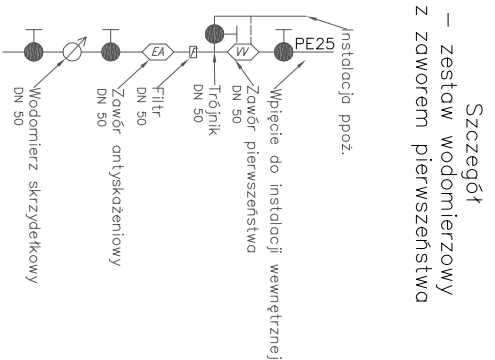 Szczegół
– zestaw wodomierzowy
z zaworem pierwszeństwa
Instalacja ppoż.
PE25
Wpięcie do instalacji wewnętrznej
VV
Zawór pierwszeństwa
DN 50
Trójnik
DN 50
Filtr
DN 50
EA
Zawór antyskażeniowy
DN 50
Wodomierz skrzydełkowy
DN 50